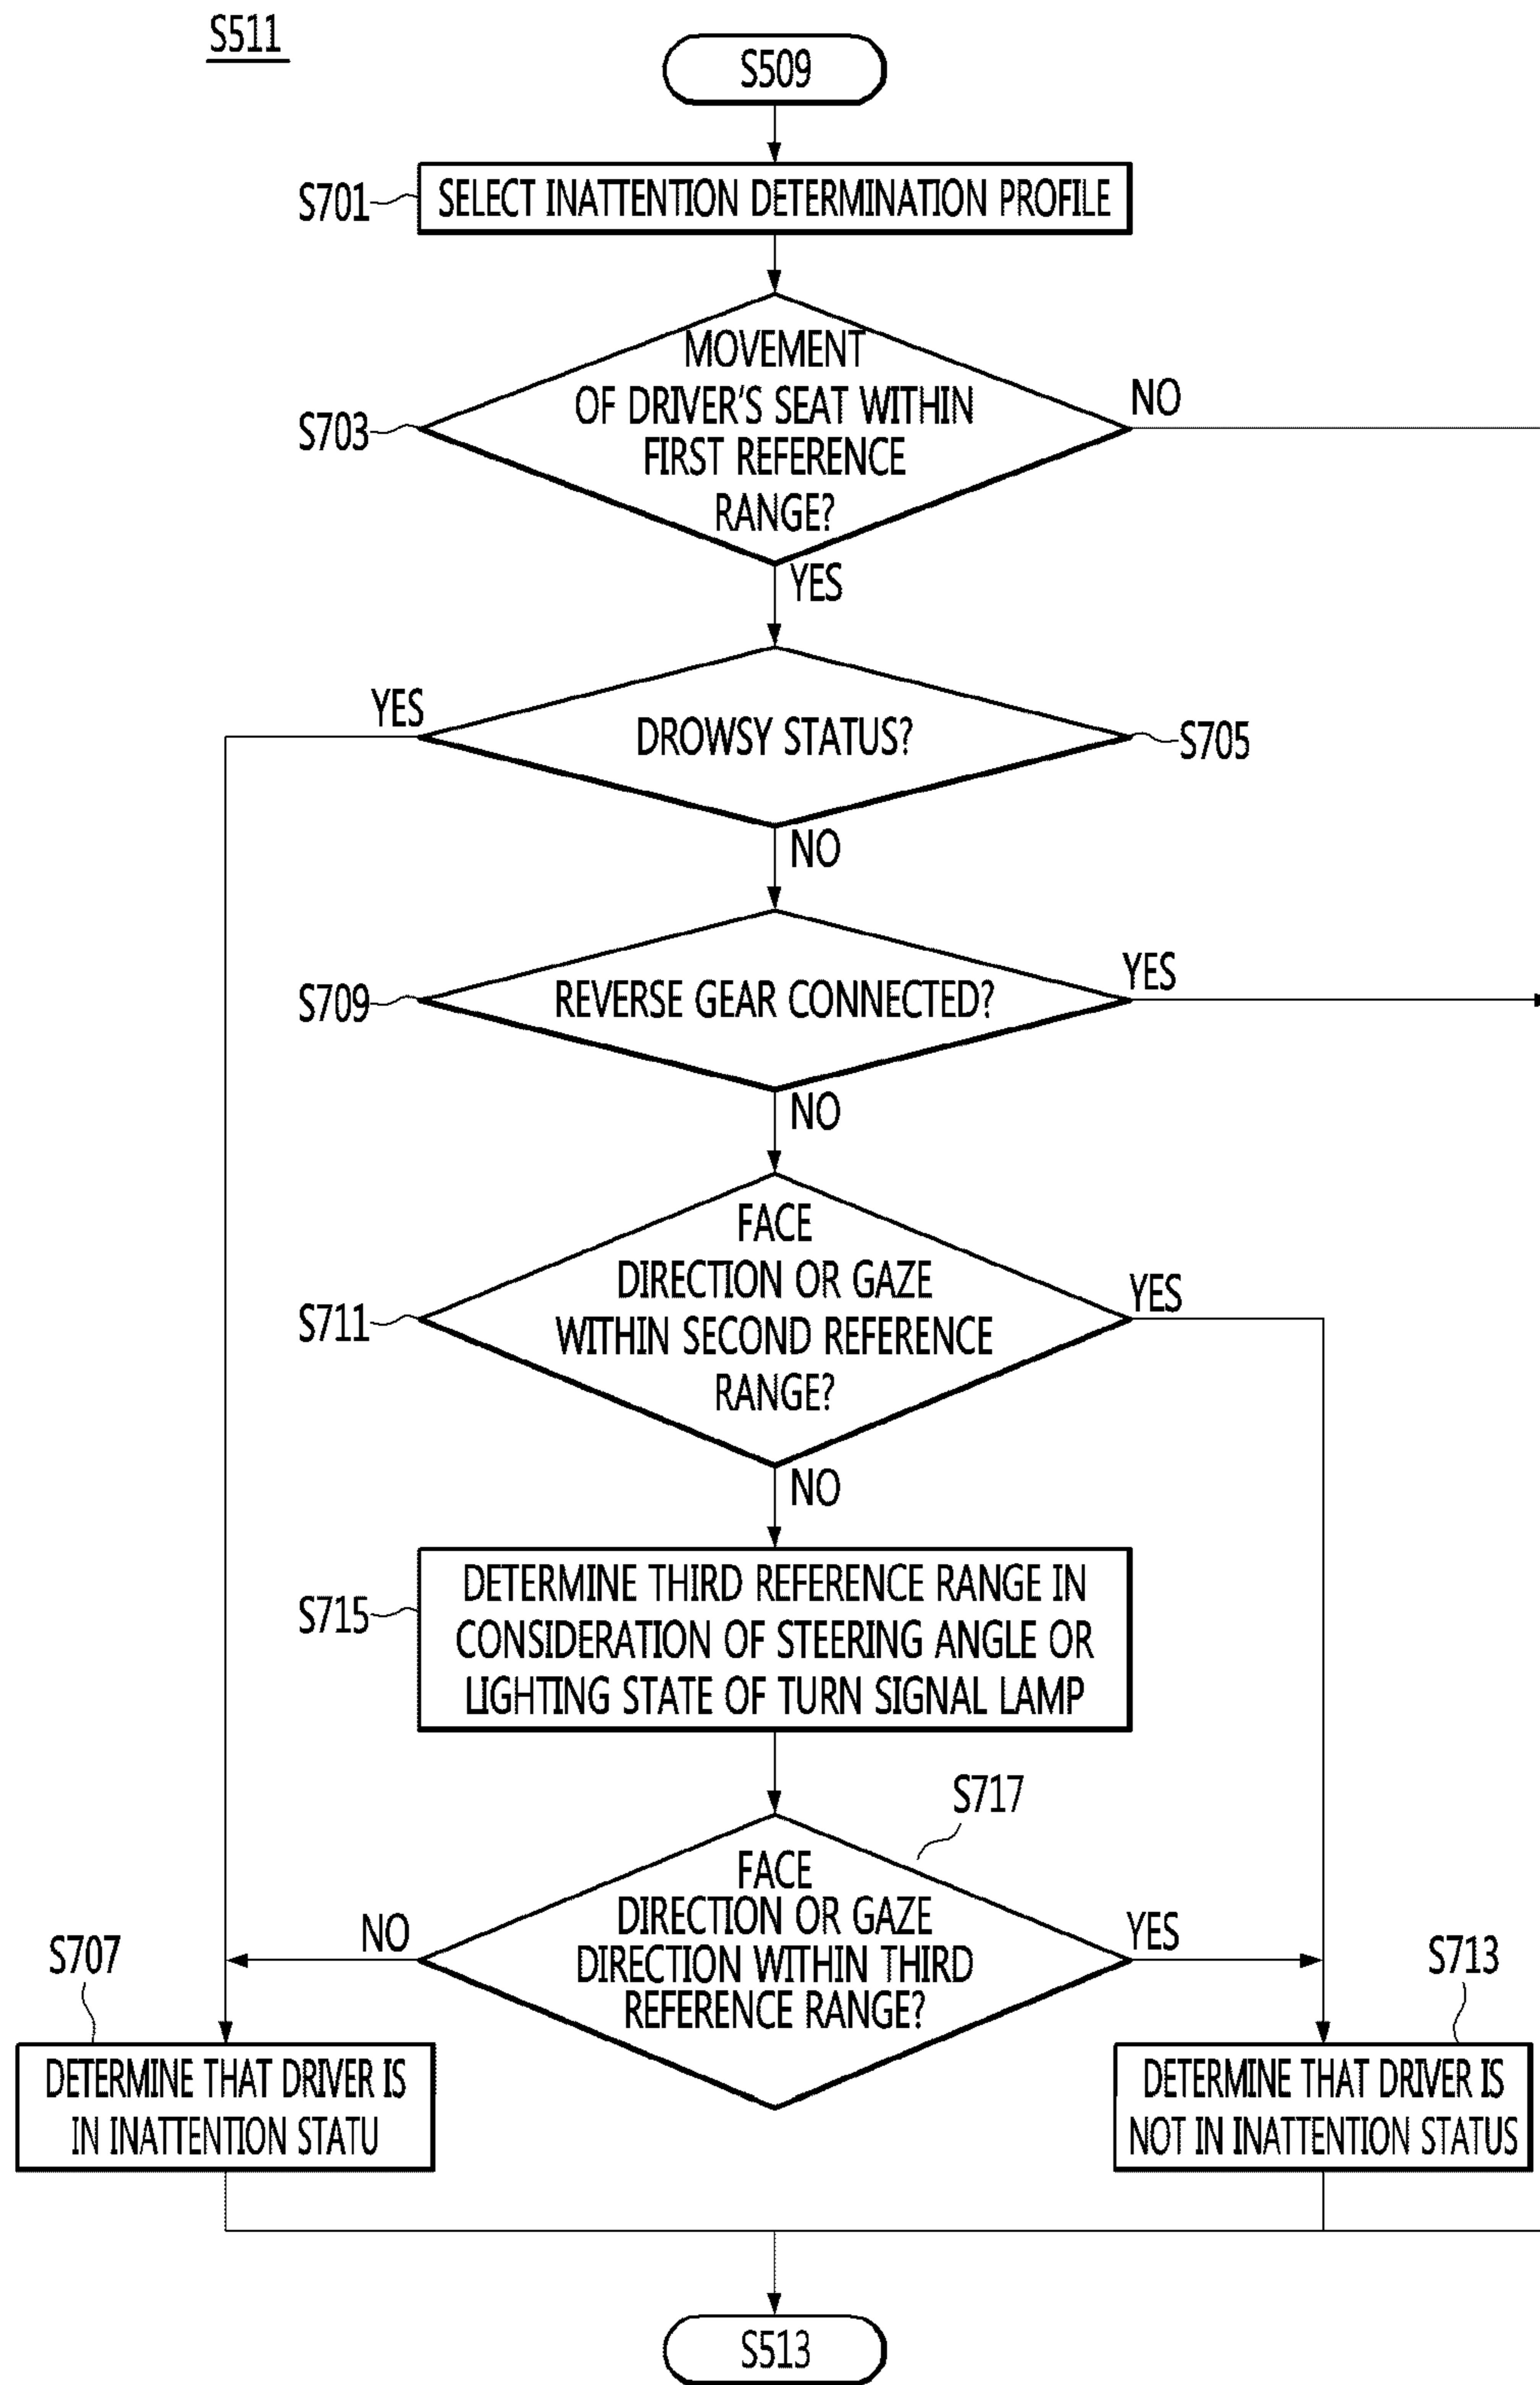 S511
S509
S701
SELECT INATTENTION DETERMINATION PROFILE
S703
MOVEMENT
OF DRIVER'S SEAT WITHIN
FIRST REFERENCE
RANGE?
NO
YES
YES
DROWSY STATUS?
S705
NO
S709
REVERSE GEAR CONNECTED?
YES
NO
S711
FACE
DIRECTION OR GAZE
WITHIN SECOND REFERENCE
RANGE?
YES
NO
S715
DETERMINE THIRD REFERENCE RANGE IN
CONSIDERATION OF STEERING ANGLE OR
LIGHTING STATE OF TURN SIGNAL LAMP
S717
FACE
DIRECTION OR GAZE
DIRECTION WITHIN THIRD
REFERENCE RANGE?
NO
YES
S707
DETERMINE THAT DRIVER IS
IN INATTENTION STATU
S713
DETERMINE THAT DRIVER IS
NOT IN INATTENTION STATUS
S513